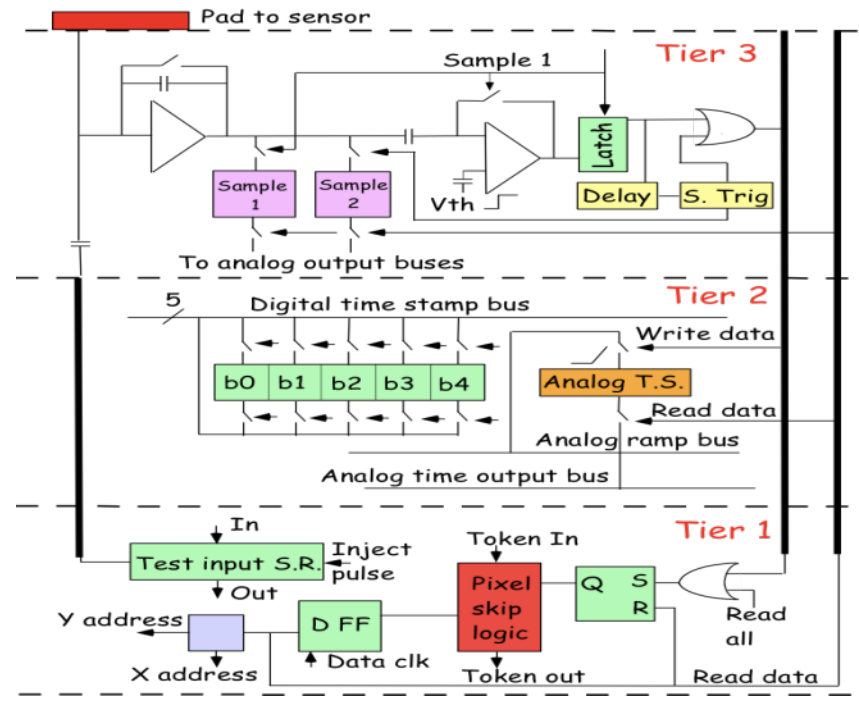 Pad to sensor
Tier 3
Sample 1
Latch
Sample
1
Sample
2
Vth
Delay
S. Trig
To analog output buses
Tier 2
5
Digital time stamp bus
Write data
b0 b1 b2 b3 b4
Analog T.S.
Read data
Analog ramp bus
Analog time output bus
Tier 1
In
Token In
Test input S.R.
Inject
pulse
Out
Pixel
skip
logic
Q S
R
Y address
D FF
Read
all
X address
Data clk
Token out
Read data